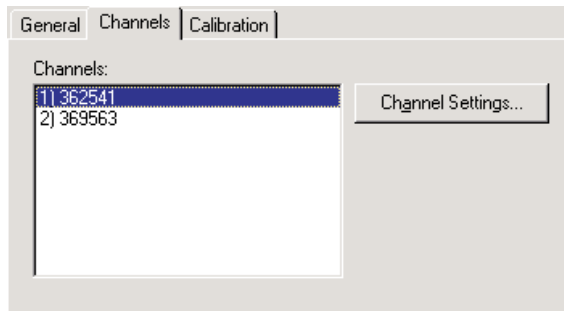 General Channels Calibration
Channels:
1) 362541 Channel Settings...
2) 369563